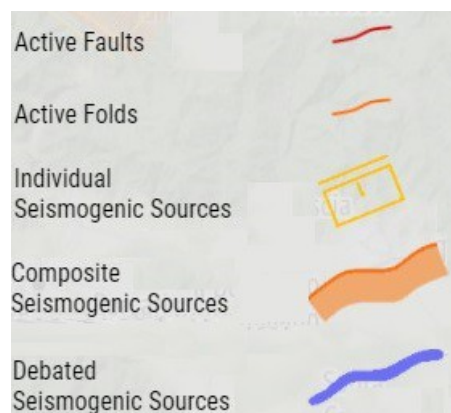 Active Faults
Active Folds
Individual
Seismogenic Sources
Composite
Seismogenic Sources
Debated
Seismogenic Sources